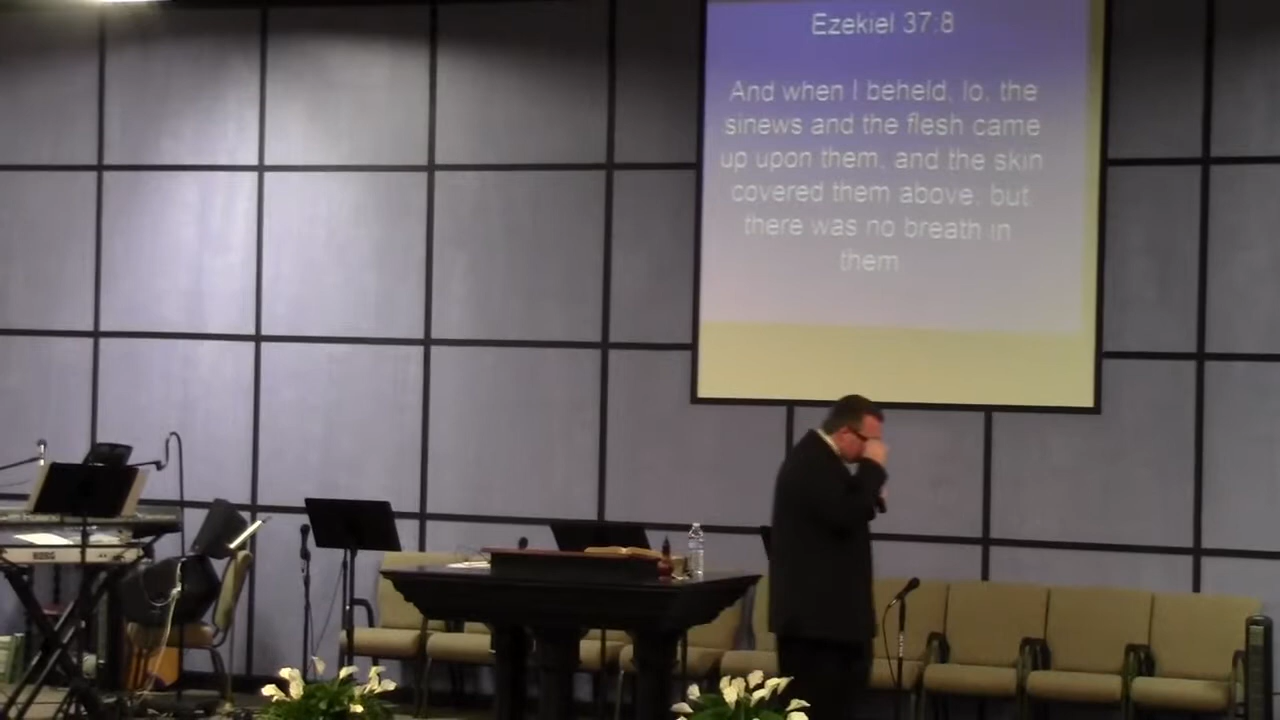 Ezekiel 37:8
And when I beheld, lo, the
sinews and the flesh came
up upon them, and the skin
covered them above, but
there was no breath in
them
KORG